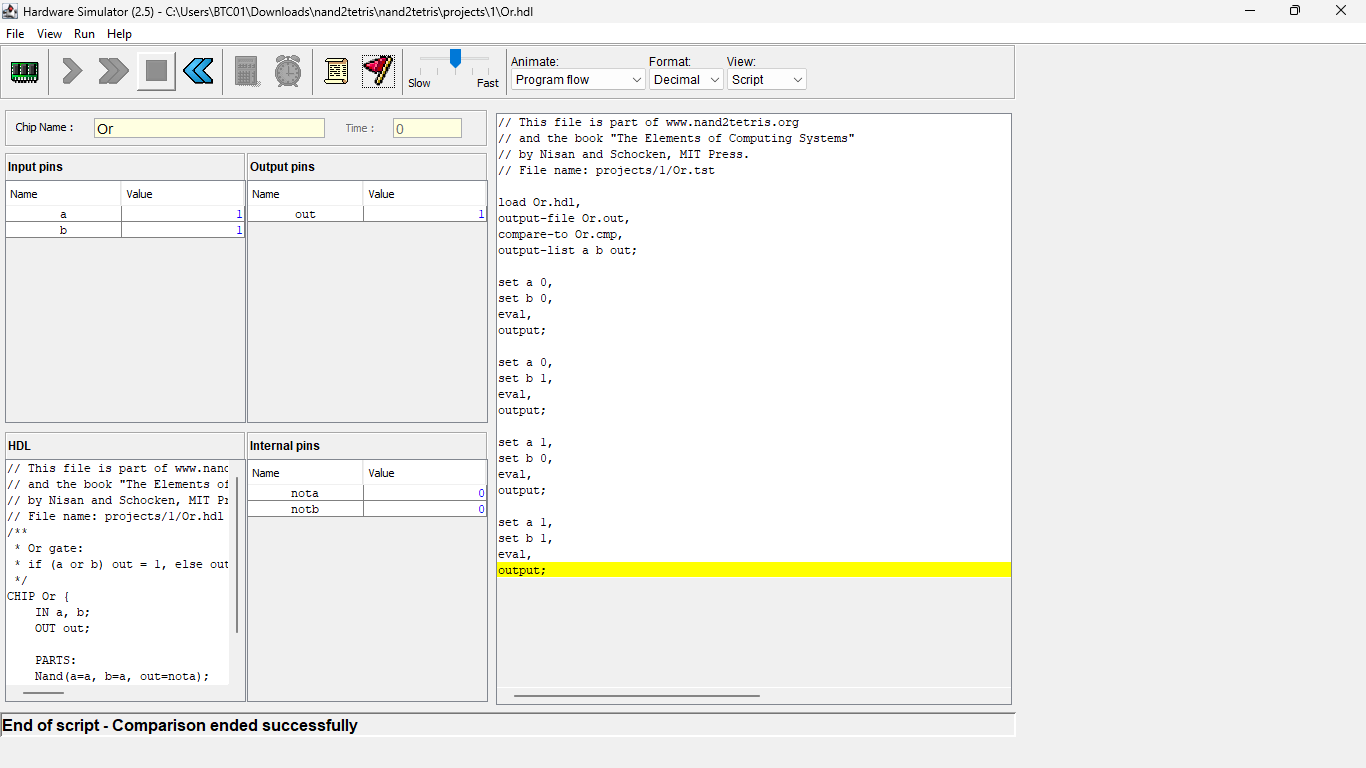 Hardware Simulator (2.5) - C:\Users\BTC01\Downloads\nand2tetris\nand2tetris\projects\1\Or.hdl
File View Run Help
Animate: Format: View:
Slow Fast Program flow Decimal Script
Chip Name : Or Time : 0
Input pins
Name Value
a 1
b 1
Output pins
Name Value
out 1
HDL
// This file is part of www.nand
// and the book "The Elements of
// by Nisan and Schocken, MIT Pr
// File name: projects/1/Or.hdl
/**
* Or gate:
* if (a or b) out = 1, else out
*/
CHIP Or {
IN a, b;
OUT out;
PARTS:
Nand(a=a, b=a, out=nota);
Internal pins
Name Value
nota 0
notb 0
// This file is part of www.nand2tetris.org
// and the book "The Elements of Computing Systems"
// by Nisan and Schocken, MIT Press.
// File name: projects/1/Or.tst
load Or.hdl,
output-file Or.out,
compare-to Or.cmp,
output-list a b out;
set a 0,
set b 0,
eval,
output;
set a 0,
set b 1,
eval,
output;
set a 1,
set b 0,
eval,
output;
set a 1,
set b 1,
eval,
output;
End of script - Comparison ended successfully